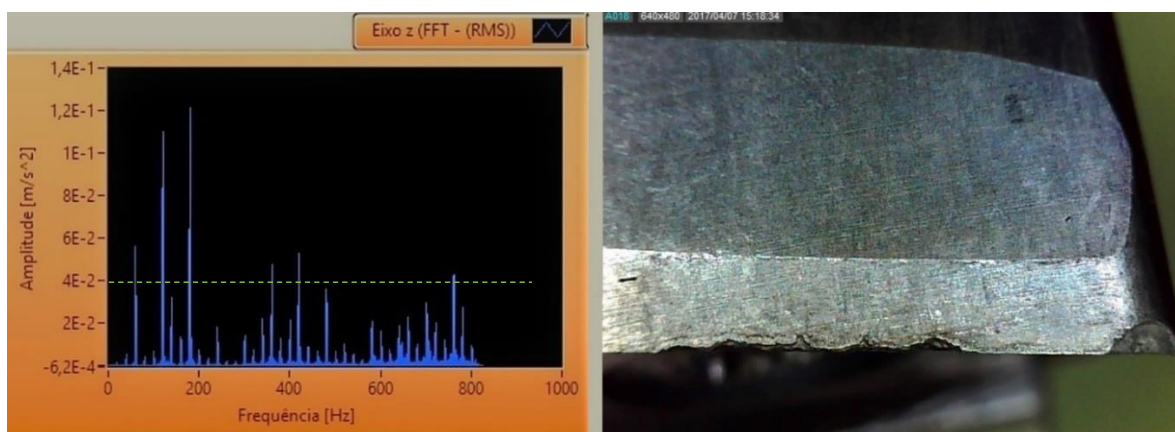 Eixo z (FFT - (RMS))
1,4E-1
1,2E-1
1E-1
8E-2
6E-2
4E-2
2E-2
-6,2E-4
Amplitude [m/s^2]
0
200
400
600
800
1000
Frequência [Hz]
A018 640x480 2017/04/07 15:18:34